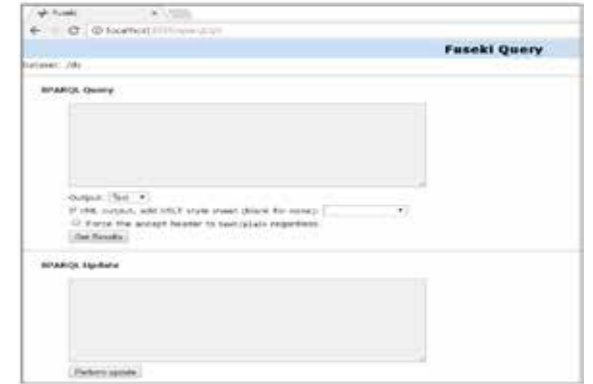 Fuseki
localhost
Fuseki Query
Dataset: /ds
SPARQL Query
Output: Text
If XML output, add XSLT style sheet (blank for none):
Force the accept header to text/plain regardless
Get Results
SPARQL Update
Perform update